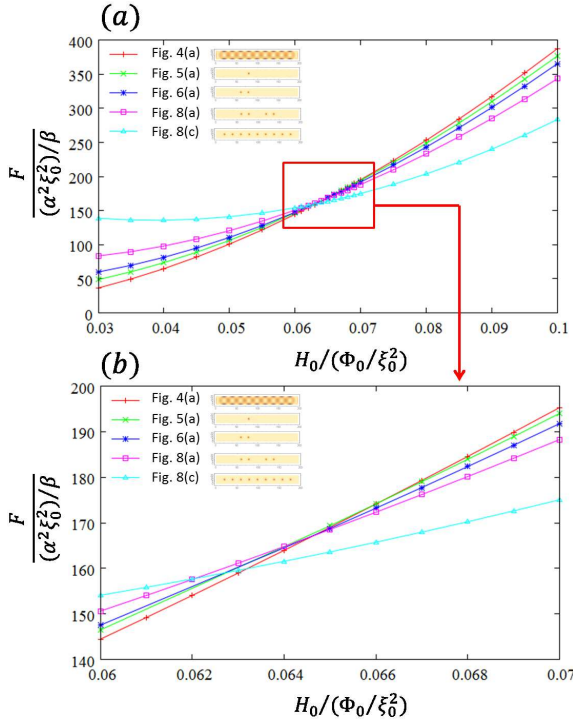 (a)
400
350
300
250
200
150
100
50
0
Fig. 4(a)
Fig. 5(a)
Fig. 6(a)
Fig. 8(a)
Fig. 8(c)
F
(α²ξ₀²)/β
0.03 0.04 0.05 0.06 0.07 0.08 0.09 0.1
H₀/(Φ₀/ξ₀²)
(b)
200
190
180
170
160
150
140
Fig. 4(a)
Fig. 5(a)
Fig. 6(a)
Fig. 8(a)
Fig. 8(c)
F
(α²ξ₀²)/β
0.06 0.062 0.064 0.066 0.068 0.07
H₀/(Φ₀/ξ₀²)